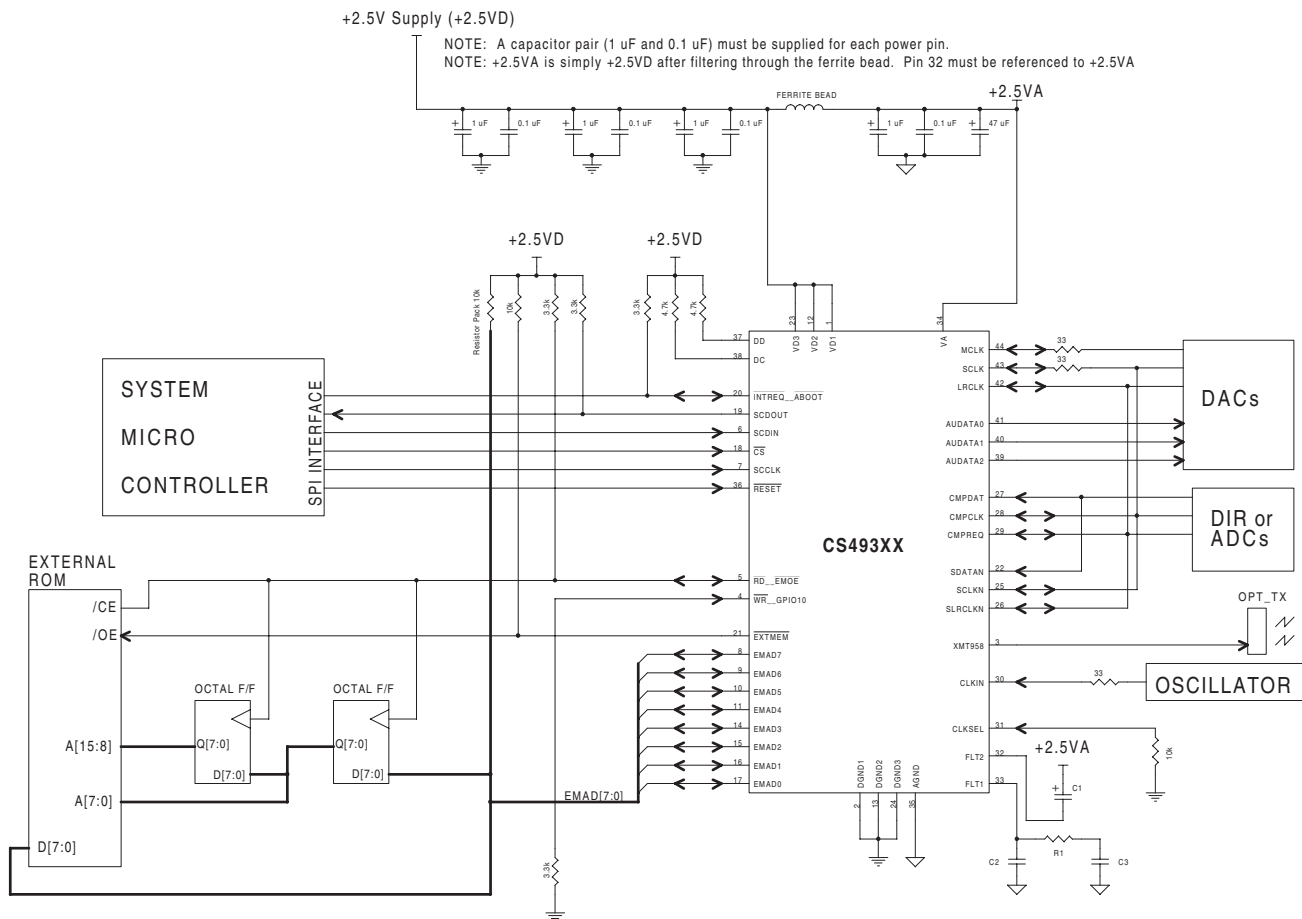 +2.5V Supply (+2.5VD)
NOTE: A capacitor pair (1 uF and 0.1 uF) must be supplied for each power pin.
NOTE: +2.5VA is simply +2.5VD after filtering through the ferrite bead. Pin 32 must be referenced to +2.5VA
FERRITE BEAD
+2.5VA
+ 1 uF
0.1 uF
+ 1 uF
0.1 uF
+ 1 uF
0.1 uF
+ 1 uF
0.1 uF
+ 47 uF
+2.5VD
+2.5VD
Resistor Pack 10k
10k
3.3k
3.3k
3.3k
4.7k
4.7k
23
12
1
34
VD3
VD2
VD1
VA
SYSTEM
MICRO
CONTROLLER
SPI INTERFACE
37 DD
38 DC
20 INTREQ__ABOOT
19 SCDOUT
6 SCDIN
18 CS
7 SCCLK
36 RESET
5 RD__EMOE
4 WR__GPIO10
21 EXTMEM
8 EMAD7
9 EMAD6
10 EMAD5
11 EMAD4
14 EMAD3
15 EMAD2
16 EMAD1
17 EMAD0
CS493XX
MCLK 44
33
SCLK 43
33
LRCLK 42
AUDATA0 41
AUDATA1 40
AUDATA2 39
CMPDAT 27
CMPCLK 28
CMPREQ 29
SDATAN 22
SCLKN 25
SLRCLKN 26
XMT958 3
CLKIN 30
33
CLKSEL 31
FLT2 32
FLT1 33
DACs
DIR or
ADCs
OPT_TX
OSCILLATOR
10k
+2.5VA
+ C1
C2
R1
C3
DGND1
DGND2
DGND3
AGND
2
13
24
35
EXTERNAL
ROM
/CE
/OE
A[15:8]
A[7:0]
D[7:0]
OCTAL F/F
Q[7:0]
D[7:0]
OCTAL F/F
Q[7:0]
D[7:0]
EMAD[7:0]
3.3k